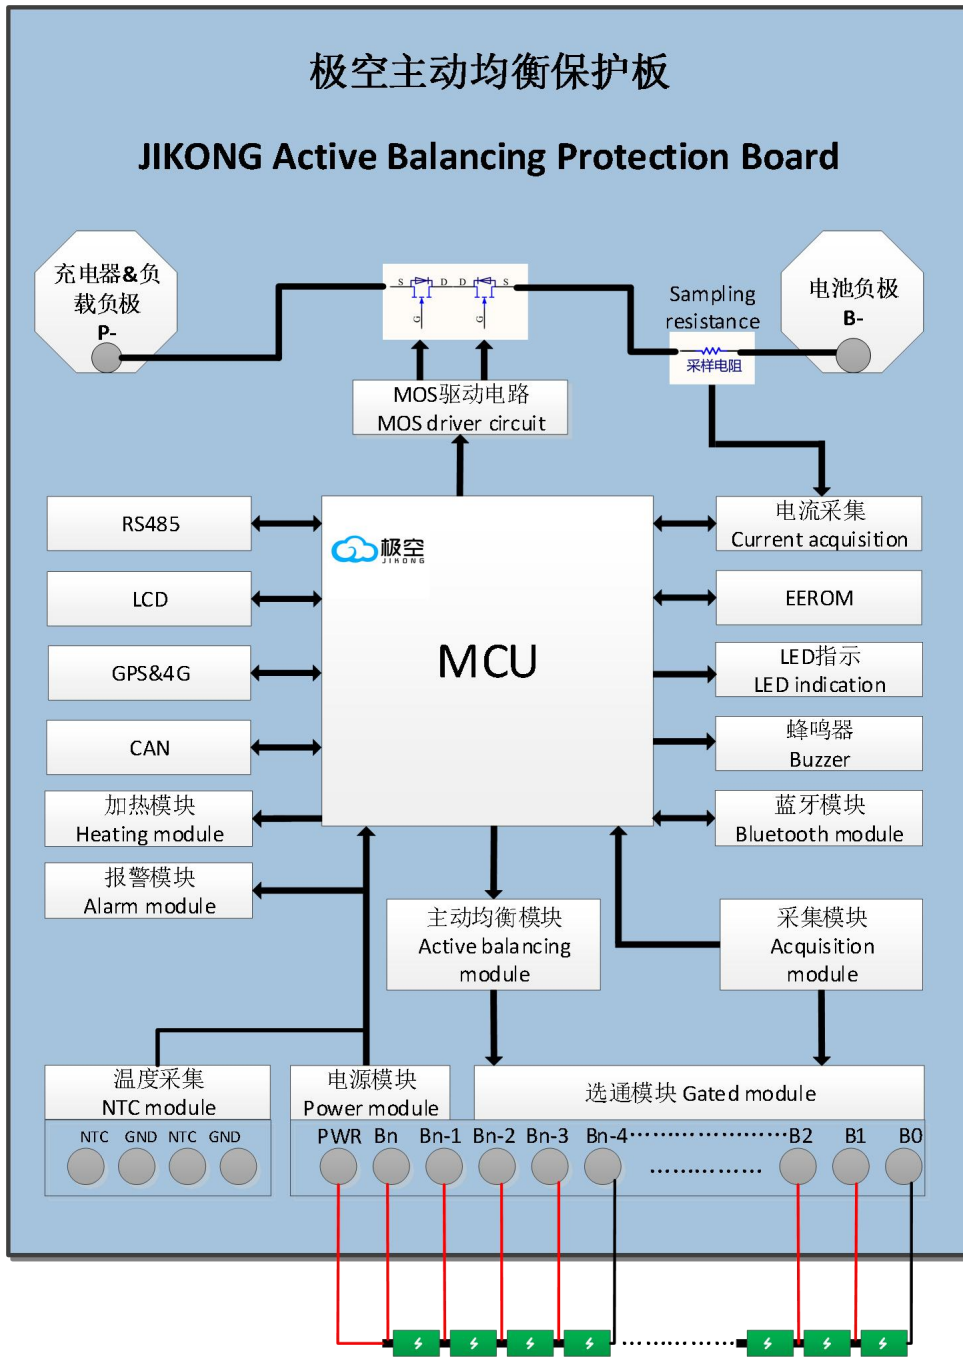 极空主动均衡保护板
JIKONG Active Balancing Protection Board
充电器&负
载负极
P-
S
D
D
S
G
G
Sampling
resistance
采样电阻
电池负极
B-
MOS驱动电路
MOS driver circuit
RS485
LCD
GPS&4G
CAN
加热模块
Heating module
报警模块
Alarm module
极空
JIKONG
MCU
电流采集
Current acquisition
EEROM
LED指示
LED indication
蜂鸣器
Buzzer
蓝牙模块
Bluetooth module
主动均衡模块
Active balancing
module
采集模块
Acquisition
module
温度采集
NTC module
电源模块
Power module
选通模块 Gated module
NTC GND NTC GND
PWR Bn Bn-1 Bn-2 Bn-3 Bn-4 B2 B1 B0